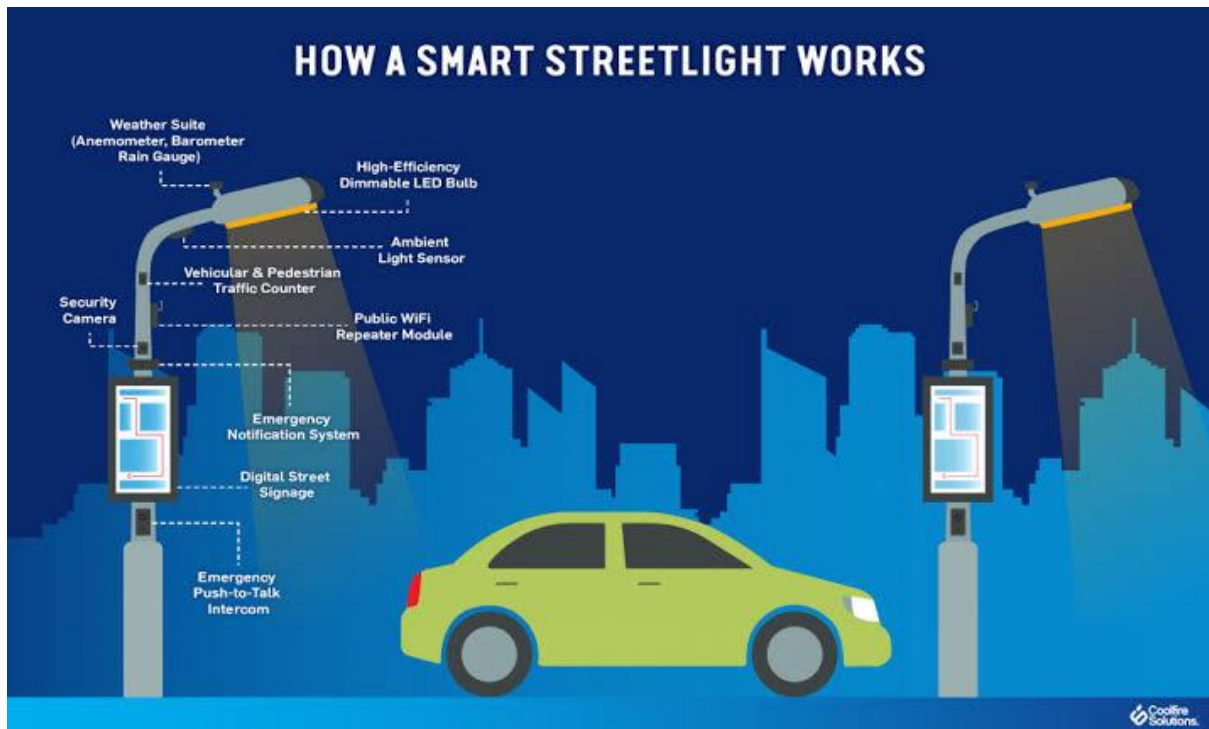 HOW A SMART STREETLIGHT WORKS
Weather Suite
(Anemometer, Barometer
Rain Gauge)
High-Efficiency
Dimmable LED Bulb
Ambient
Light Sensor
Vehicular & Pedestrian
Traffic Counter
Security
Camera
Public WiFi
Repeater Module
Emergency
Notification System
Digital Street
Signage
Emergency
Push-to-Talk
Intercom
Coolfire
Solutions.